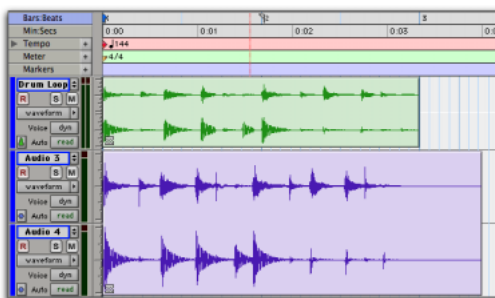 Bars:Beats 1 2 3
Min:Secs 0:00 0:01 0:02 0:03
Tempo + 144
Meter + 4/4
Markers +
Drum Loop
R S M
waveform
Voice dyn
Auto read
Audio 3
R S M
waveform
Voice dyn
Auto read
Audio 4
R S M
waveform
Voice dyn
Auto read